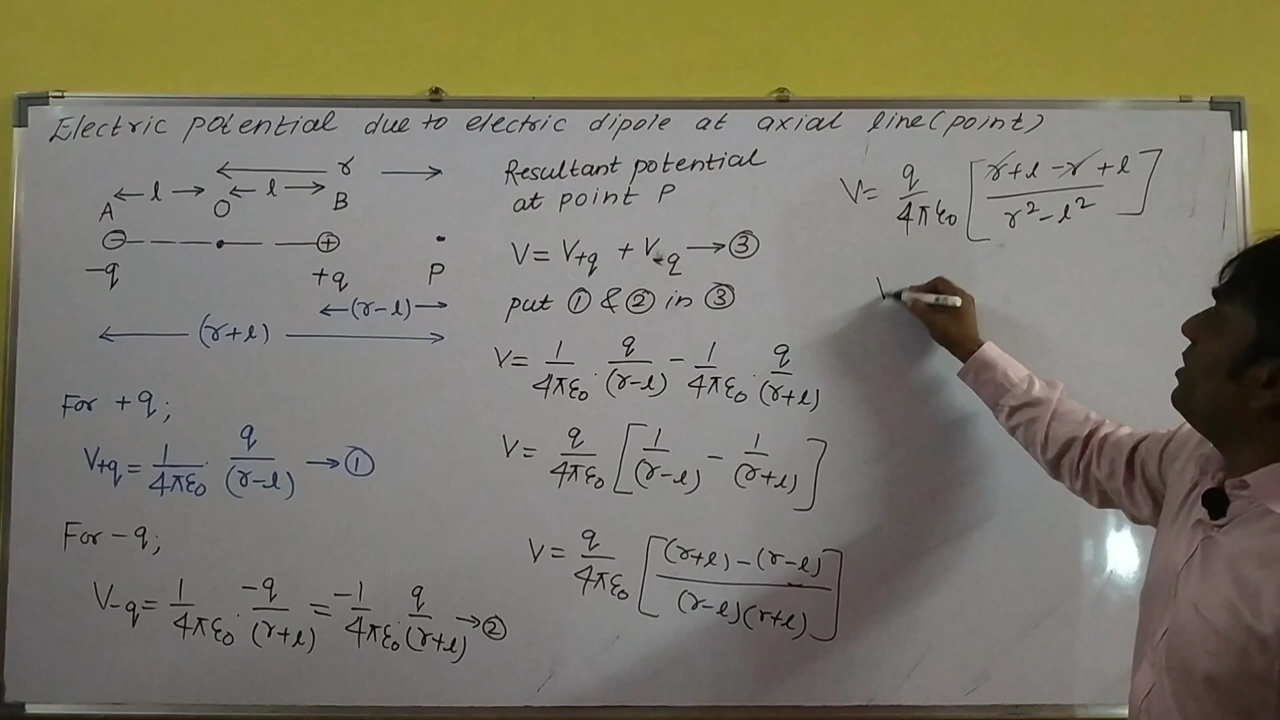 Electric potential due to electric dipole at axial line (point)
r
l l
A O B
⊖ ⊕
-q +q P
(r-l)
(r+l)
For +q;
V+q = 1/4πε₀ · q/(r-l) → ①
For -q;
V-q = 1/4πε₀ · -q/(r+l) = -1/4πε₀ · q/(r+l) → ②
Resultant potential
at point P
V = V+q + V-q → ③
put ① & ② in ③
V = 1/4πε₀ · q/(r-l) - 1/4πε₀ · q/(r+l)
V = q/4πε₀ [1/(r-l) - 1/(r+l)]
V = q/4πε₀ [(r+l)-(r-l)/(r-l)(r+l)]
V = q/4πε₀ [r+l-r+l/r²-l²]